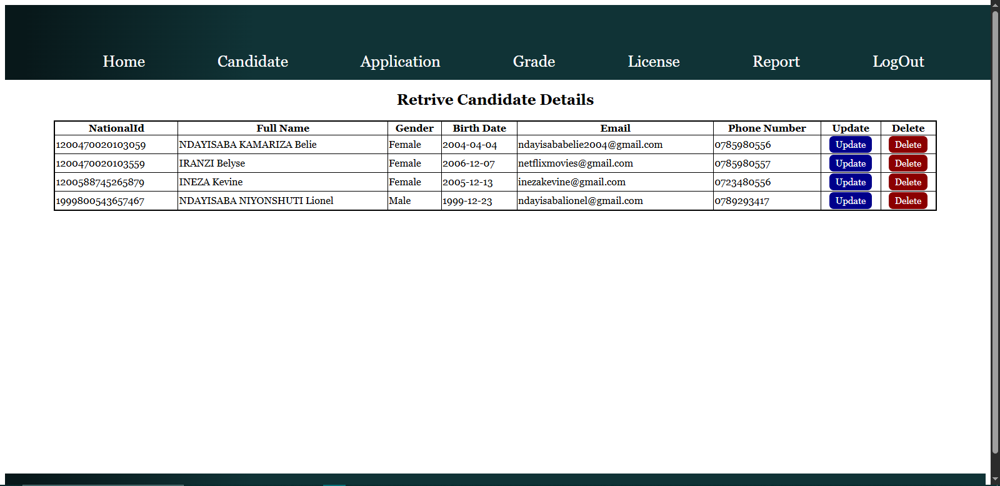 Home Candidate Application Grade License Report LogOut
Retrive Candidate Details
NationalId Full Name Gender Birth Date Email Phone Number Update Delete
1200470020103059 NDAYISABA KAMARIZA Belie Female 2004-04-04 ndayisababelie2004@gmail.com 0785980556 Update Delete
1200470020103559 IRANZI Belyse Female 2006-12-07 netflixmovies@gmail.com 0785980557 Update Delete
1200588745265879 INEZA Kevine Female 2005-12-13 inezakevine@gmail.com 0723480556 Update Delete
1999800543657467 NDAYISABA NIYONSHUTI Lionel Male 1999-12-23 ndayisabalionel@gmail.com 0789293417 Update Delete